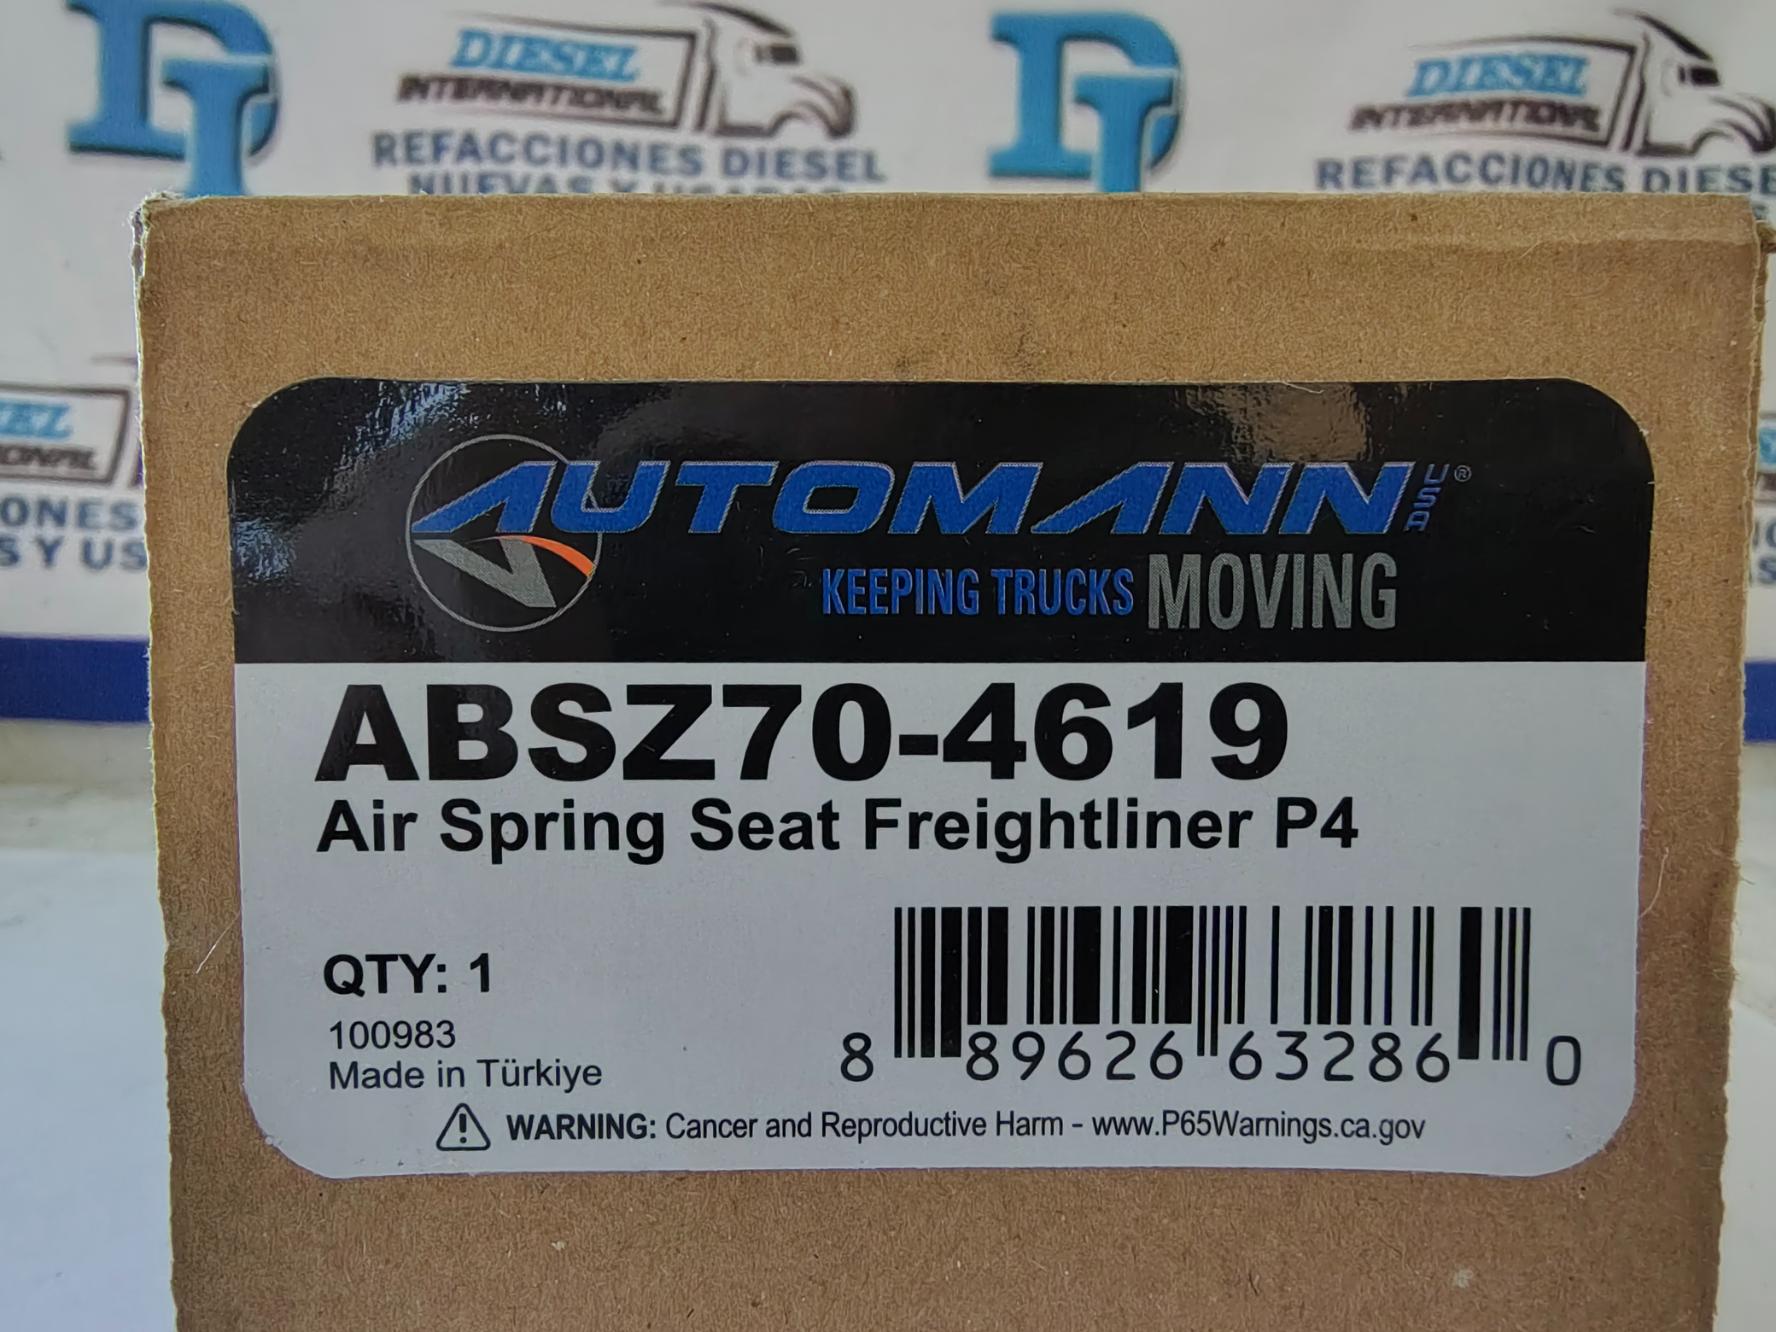 DIESEL
INTERNATIONAL
REFACCIONES DIESEL
NUEVAS Y USADAS
DIESEL
INTERNATIONAL
REFACCIONES DIESE
AUTOMANN USA®
KEEPING TRUCKS MOVING
ABSZ70-4619
Air Spring Seat Freightliner P4
QTY: 1
100983
Made in Türkiye
8 89626 63286 0
WARNING: Cancer and Reproductive Harm - www.P65Warnings.ca.gov